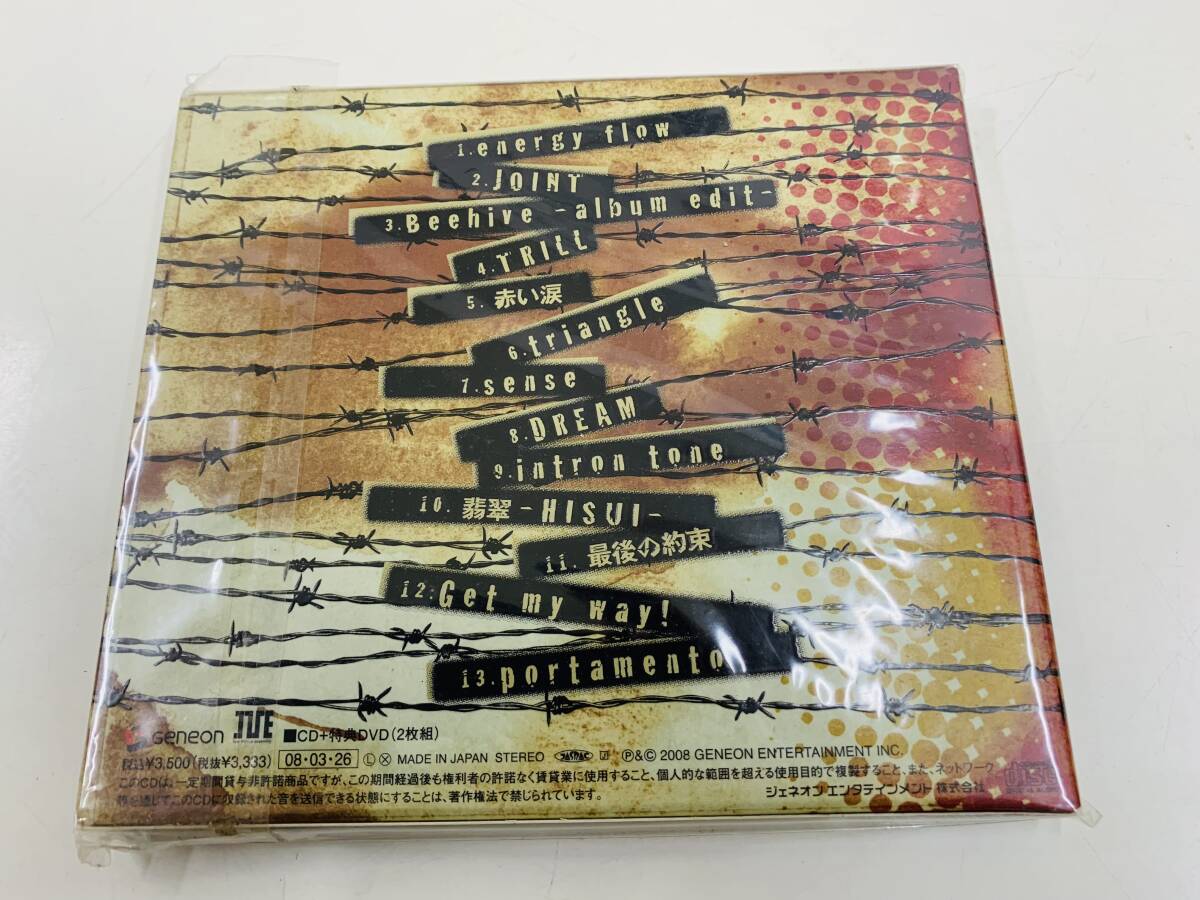 1.energy flow
2.JOINT
3.Beehive -album edit-
4.TRILL
5. 赤い涙
6.triangle
7.sense
8.DREAM
9.intron tone
10. 翡翠-HISUI-
11. 最後の約束
12.Get my way!
13.portamento
geneon ■CD+特典DVD(2枚組)
税込¥3,500(税抜¥3,333) 08・03・26 Ⓛ MADE IN JAPAN STEREO JASRAC Ⓟ&© 2008 GENEON ENTERTAINMENT INC.
このCDは、一定期間貸与非許諾商品ですが、この期間経過後も権利者の許諾なく賃貸業に使用すること、個人的な範囲を超える使用目的で複製すること、また、ネットワーク
等を通じてこのCDに収録された音を送信できる状態にすることは、著作権法で禁じられています。
ジェネオン エンタテインメント株式会社